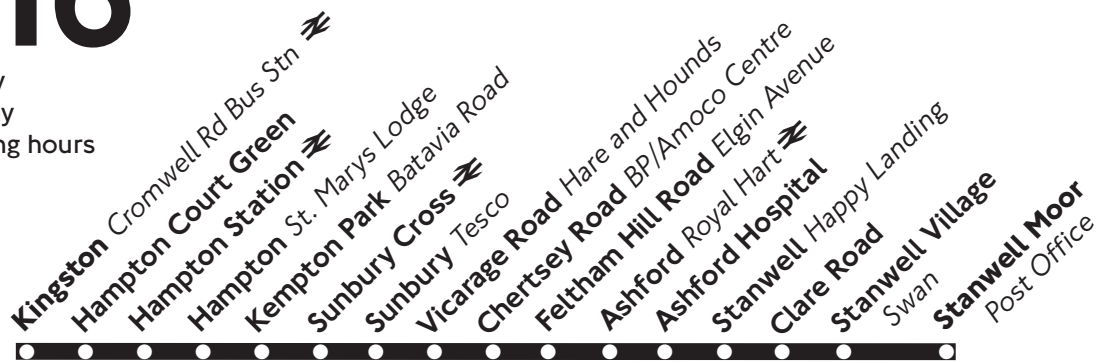 Kingston Cromwell Rd Bus Stn
Hampton Court Green
Hampton Station
Hampton St. Marys Lodge
Kempton Park Batavia Road
Sunbury Cross
Sunbury Tesco
Vicarage Road Hare and Hounds
Chertsey Road BP/Amoco Centre
Feltham Hill Road Elgin Avenue
Ashford Royal Hart
Ashford Hospital
Stanwell Happy Landing
Clare Road
Stanwell Village
Swan
Stanwell Moor
Post Office
hours